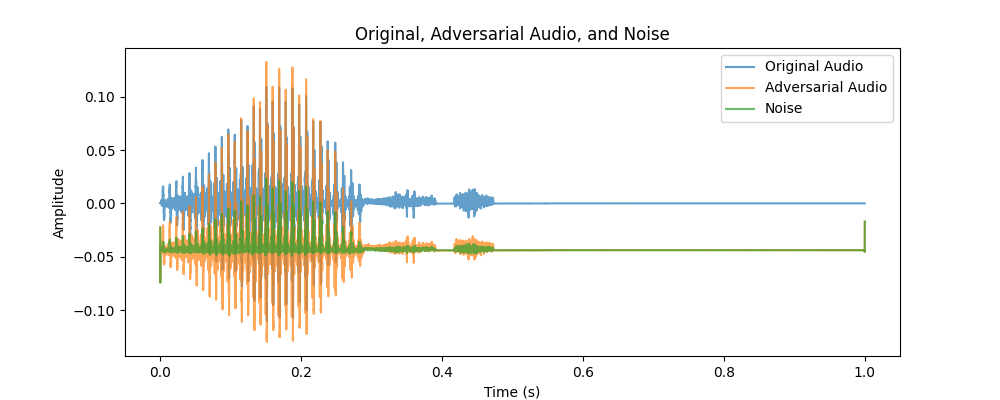 Original, Adversarial Audio, and Noise
Original Audio
Adversarial Audio
Noise
Amplitude
0.10
0.05
0.00
−0.05
−0.10
0.0
0.2
0.4
0.6
0.8
1.0
Time (s)